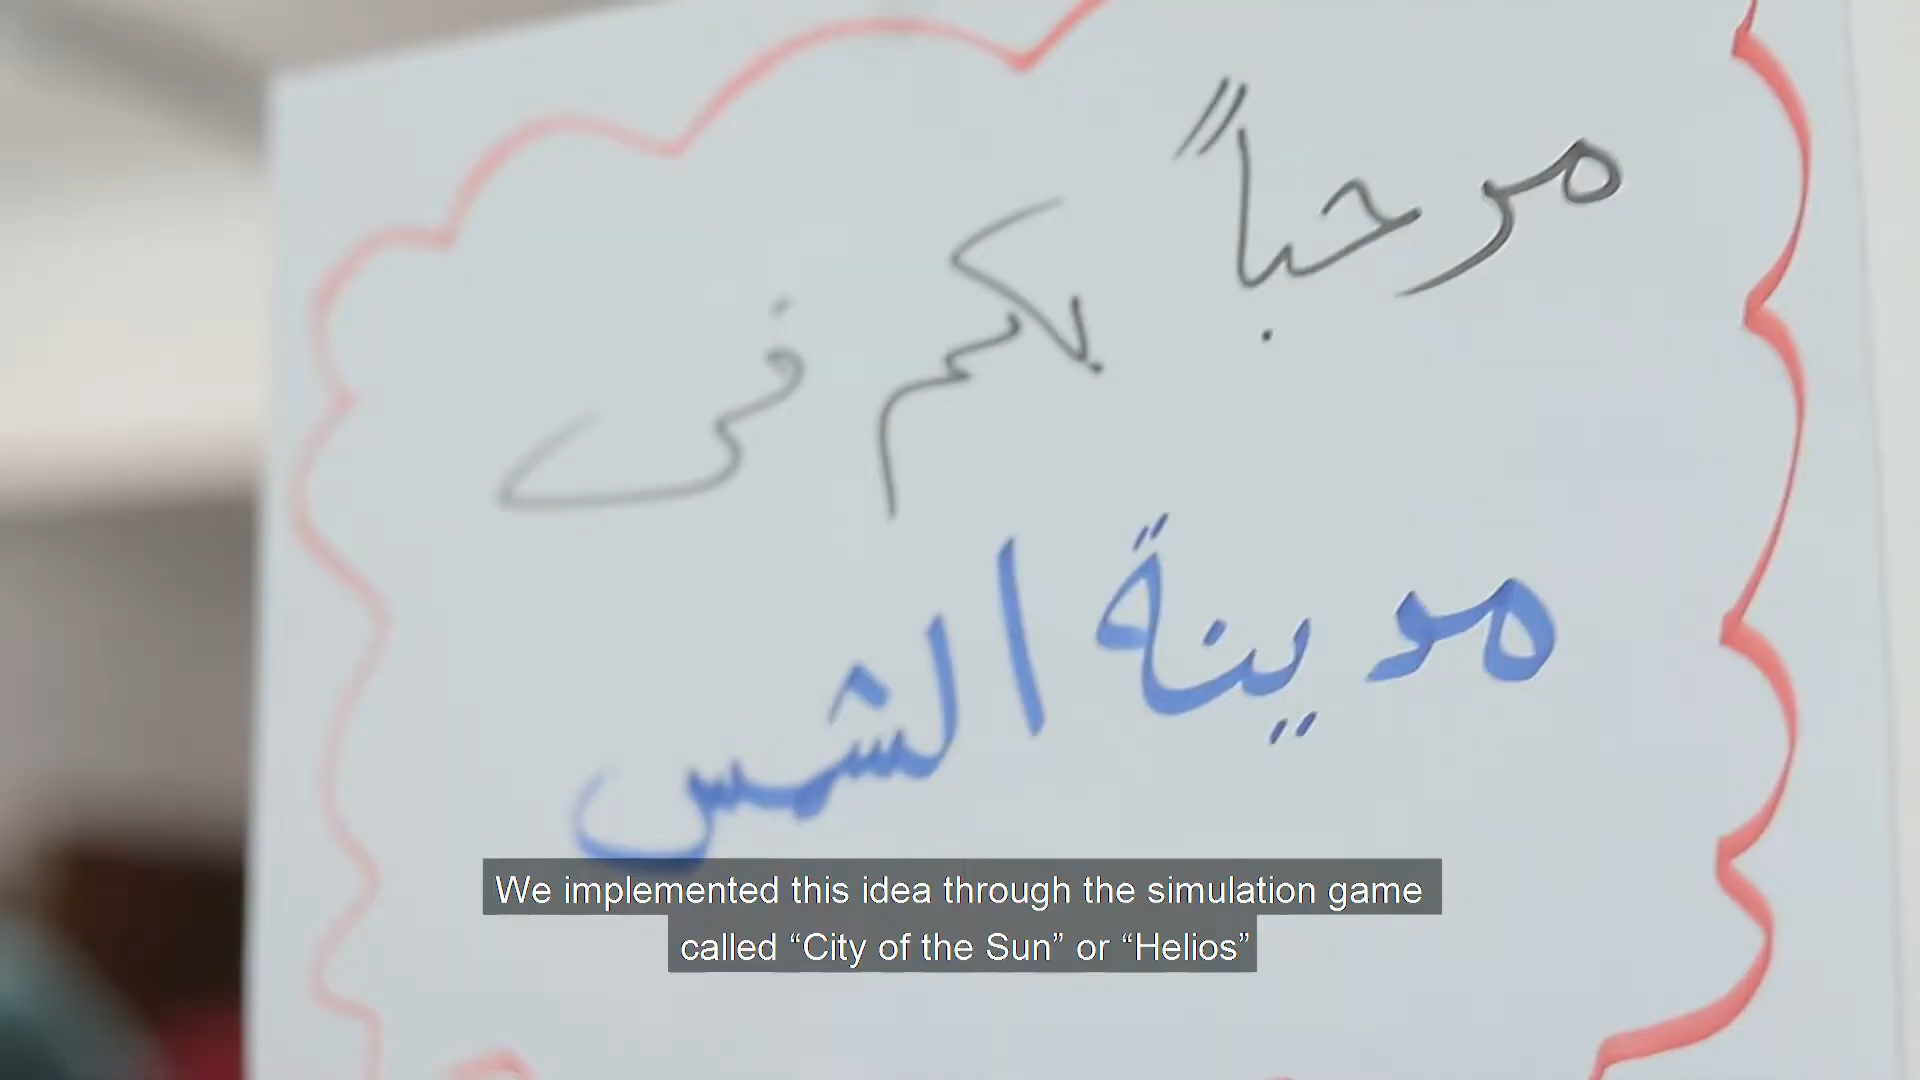 مرحباً بكم فى
مدينة الشمس
We implemented this idea through the simulation game
called “City of the Sun” or “Helios”